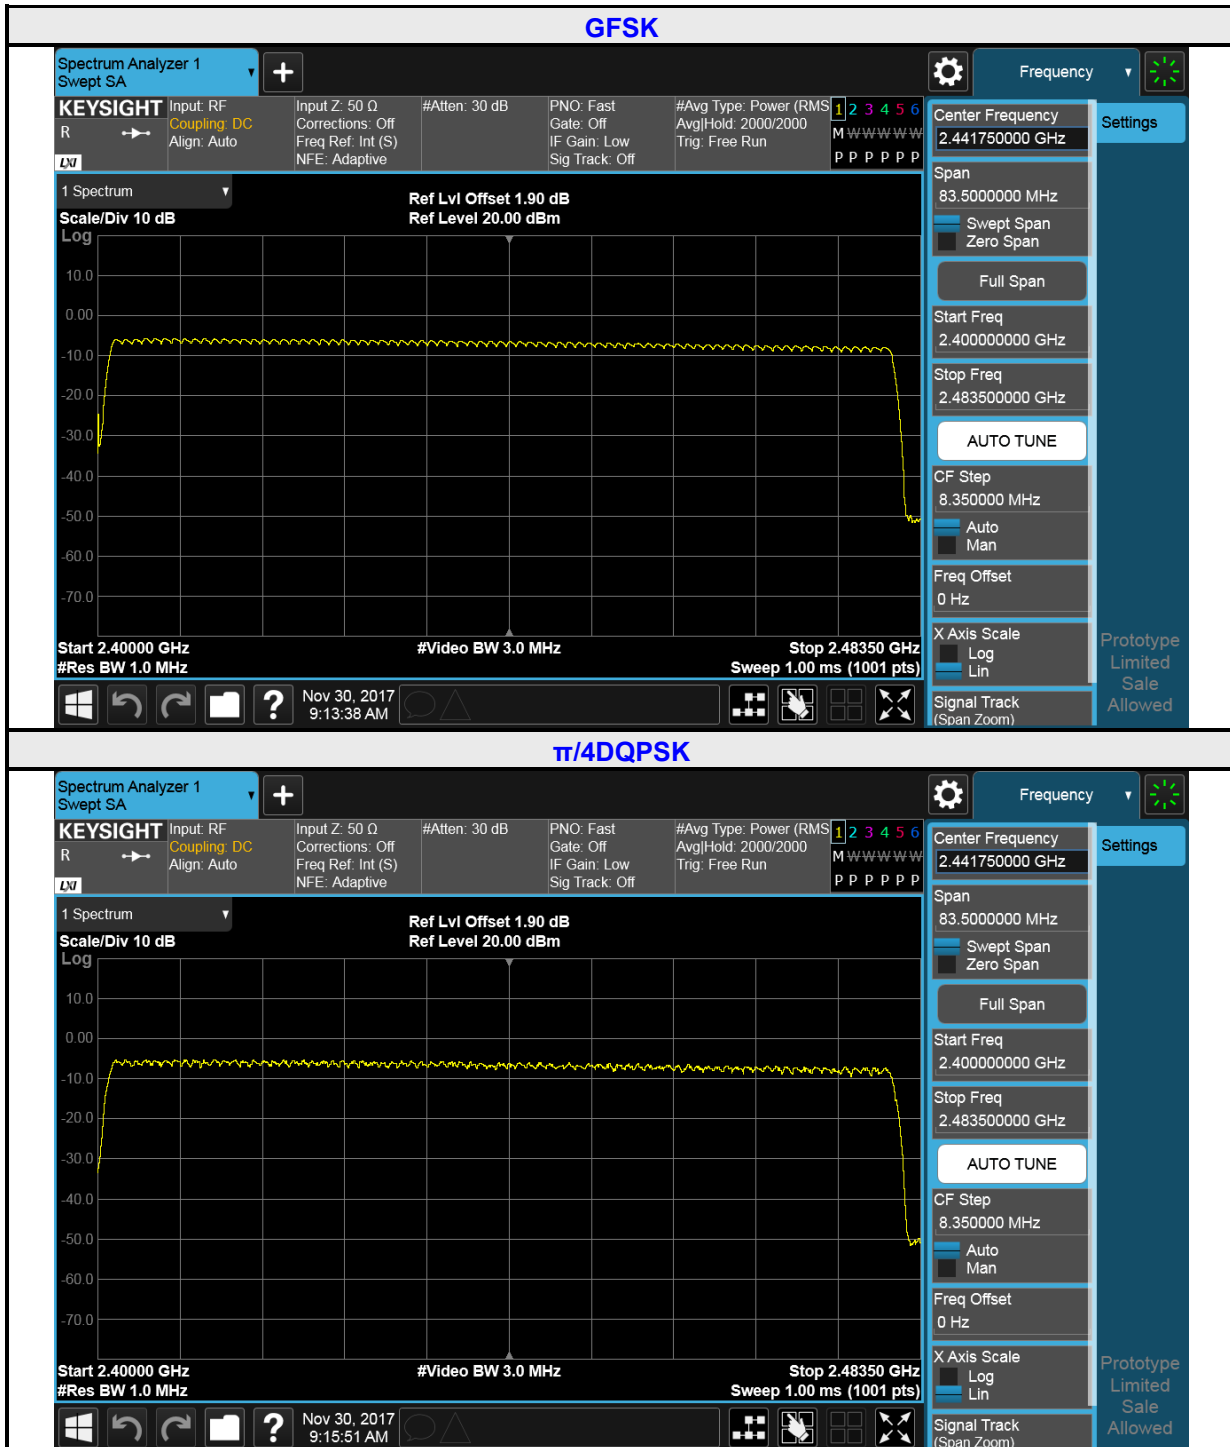 GFSK
Spectrum Analyzer 1
Swept SA
Frequency
KEYSIGHT
R
LXI
Input: RF
Coupling: DC
Align: Auto
Input Z: 50 Ω
Corrections: Off
Freq Ref: Int (S)
NFE: Adaptive
#Atten: 30 dB
PNO: Fast
Gate: Off
IF Gain: Low
Sig Track: Off
#Avg Type: Power (RMS
Avg|Hold: 2000/2000
Trig: Free Run
1 2 3 4 5 6
M W W W W W
P P P P P P
1 Spectrum
Scale/Div 10 dB
Log
Ref Lvl Offset 1.90 dB
Ref Level 20.00 dBm
10.0
0.00
-10.0
-20.0
-30.0
-40.0
-50.0
-60.0
-70.0
Start 2.40000 GHz
#Res BW 1.0 MHz
#Video BW 3.0 MHz
Stop 2.48350 GHz
Sweep 1.00 ms (1001 pts)
?
Nov 30, 2017
9:13:38 AM
Center Frequency
2.441750000 GHz
Settings
Span
83.5000000 MHz
Swept Span
Zero Span
Full Span
Start Freq
2.400000000 GHz
Stop Freq
2.483500000 GHz
AUTO TUNE
CF Step
8.350000 MHz
Auto
Man
Freq Offset
0 Hz
X Axis Scale
Log
Lin
Signal Track
(Span Zoom)
Prototype
Limited
Sale
Allowed
π/4DQPSK
Spectrum Analyzer 1
Swept SA
Frequency
KEYSIGHT
R
LXI
Input: RF
Coupling: DC
Align: Auto
Input Z: 50 Ω
Corrections: Off
Freq Ref: Int (S)
NFE: Adaptive
#Atten: 30 dB
PNO: Fast
Gate: Off
IF Gain: Low
Sig Track: Off
#Avg Type: Power (RMS
Avg|Hold: 2000/2000
Trig: Free Run
1 2 3 4 5 6
M W W W W W
P P P P P P
1 Spectrum
Scale/Div 10 dB
Log
Ref Lvl Offset 1.90 dB
Ref Level 20.00 dBm
10.0
0.00
-10.0
-20.0
-30.0
-40.0
-50.0
-60.0
-70.0
Start 2.40000 GHz
#Res BW 1.0 MHz
#Video BW 3.0 MHz
Stop 2.48350 GHz
Sweep 1.00 ms (1001 pts)
?
Nov 30, 2017
9:15:51 AM
Center Frequency
2.441750000 GHz
Settings
Span
83.5000000 MHz
Swept Span
Zero Span
Full Span
Start Freq
2.400000000 GHz
Stop Freq
2.483500000 GHz
AUTO TUNE
CF Step
8.350000 MHz
Auto
Man
Freq Offset
0 Hz
X Axis Scale
Log
Lin
Signal Track
(Span Zoom)
Prototype
Limited
Sale
Allowed